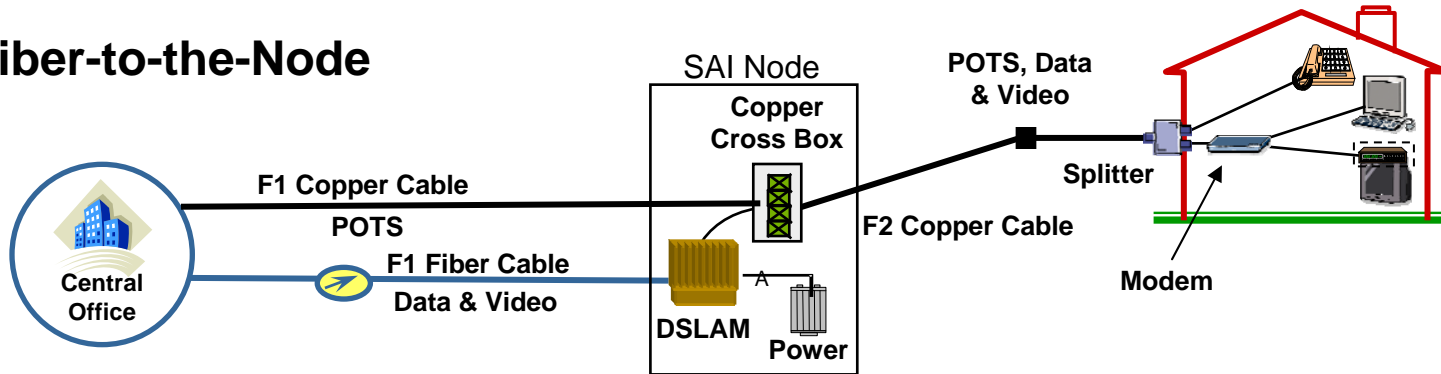 iber-to-the-Node
SAI Node
Copper
Cross Box
POTS, Data
& Video
Splitter
F1 Copper Cable
POTS
F2 Copper Cable
Central
Office
F1 Fiber Cable
Data & Video
A
DSLAM
Power
Modem